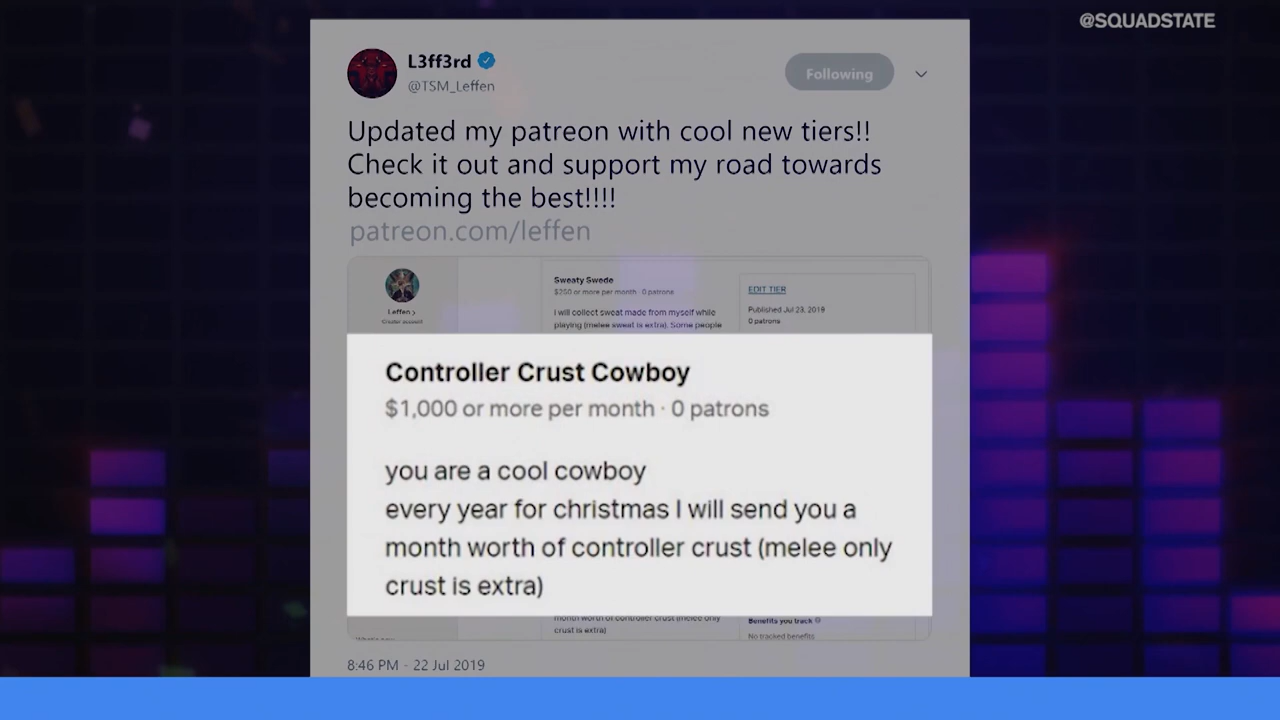 @SQUADSTATE
L3ff3rd
@TSM_Leffen
Following
Updated my patreon with cool new tiers!!
Check it out and support my road towards
becoming the best!!!!
patreon.com/leffen
Leffen
Sweaty Swede
$250 or more per month · 0 patrons
I will collect sweat made from myself while
playing (melee sweat is extra). Some people
EDIT TIER
Published Jul 23, 2019
0 patrons
Controller Crust Cowboy
$1,000 or more per month · 0 patrons
you are a cool cowboy
every year for christmas I will send you a
month worth of controller crust (melee only
crust is extra)
month worth of controller crust (melee only
crust is extra)
Benefits you track
No tracked benefits
8:46 PM - 22 Jul 2019